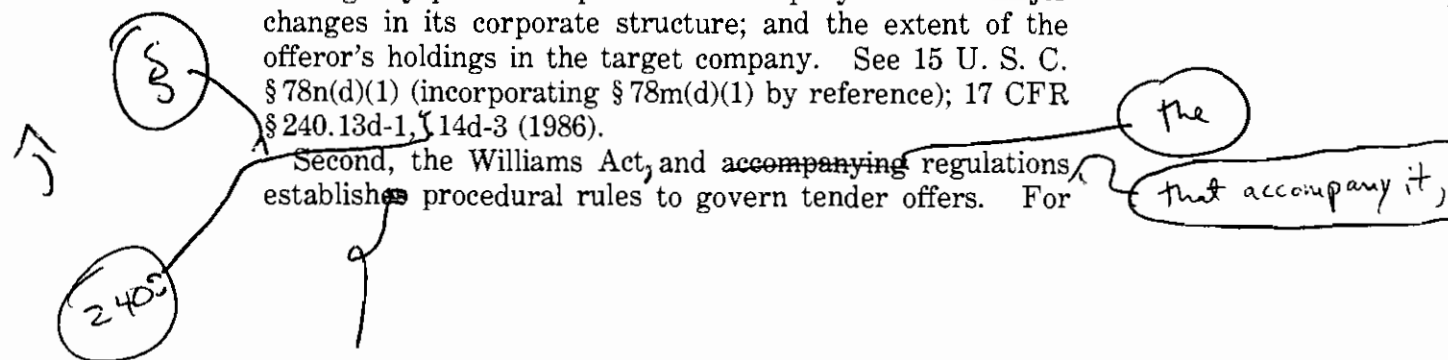 changes in its corporate structure; and the extent of the
offeror's holdings in the target company. See 15 U. S. C.
§ 78n(d)(1) (incorporating § 78m(d)(1) by reference); 17 CFR
§ 240.13d-1, 14d-3 (1986).
Second, the Williams Act, and accompanying regulations
establishes procedural rules to govern tender offers. For
§
the
that accompany it,
240.